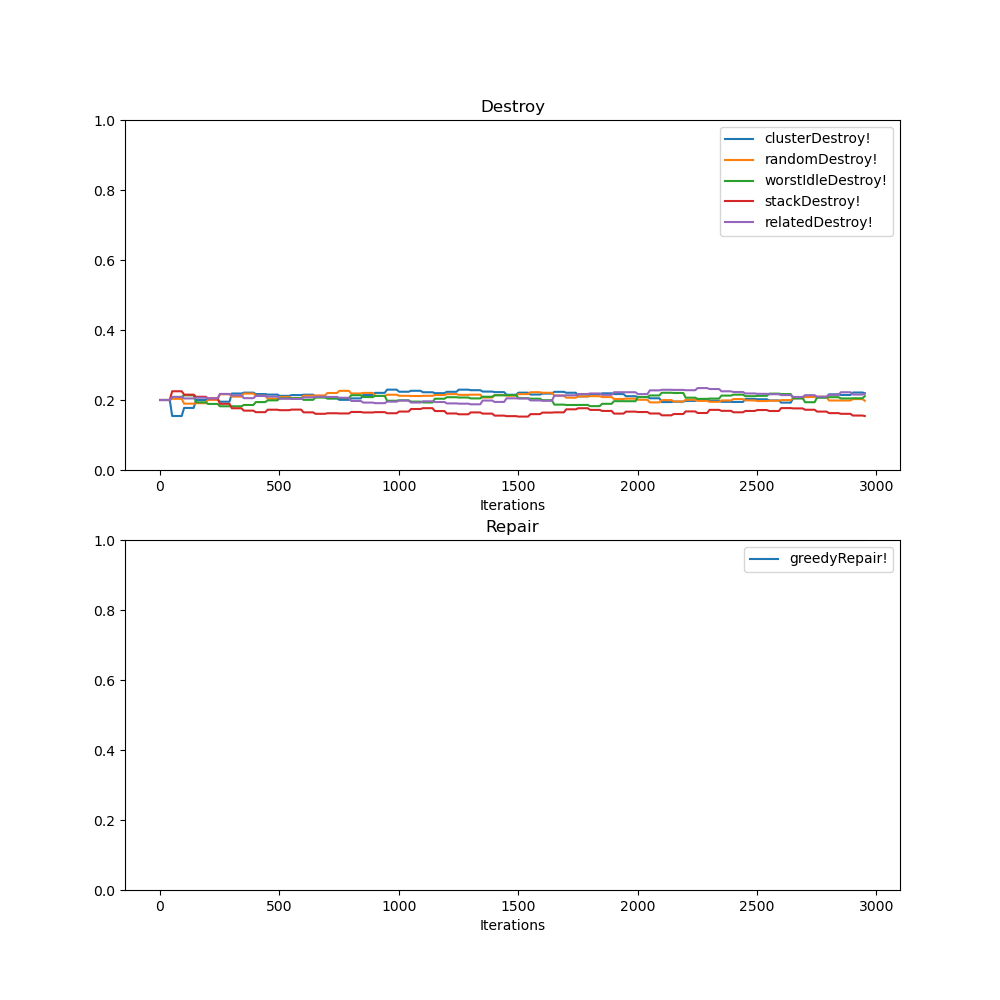 Destroy
1.0
0.8
0.6
0.4
0.2
0.0
clusterDestroy!
randomDestroy!
worstIdleDestroy!
stackDestroy!
relatedDestroy!
0 500 1000 1500 2000 2500 3000
Iterations
Repair
1.0
0.8
0.6
0.4
0.2
0.0
greedyRepair!
0 500 1000 1500 2000 2500 3000
Iterations